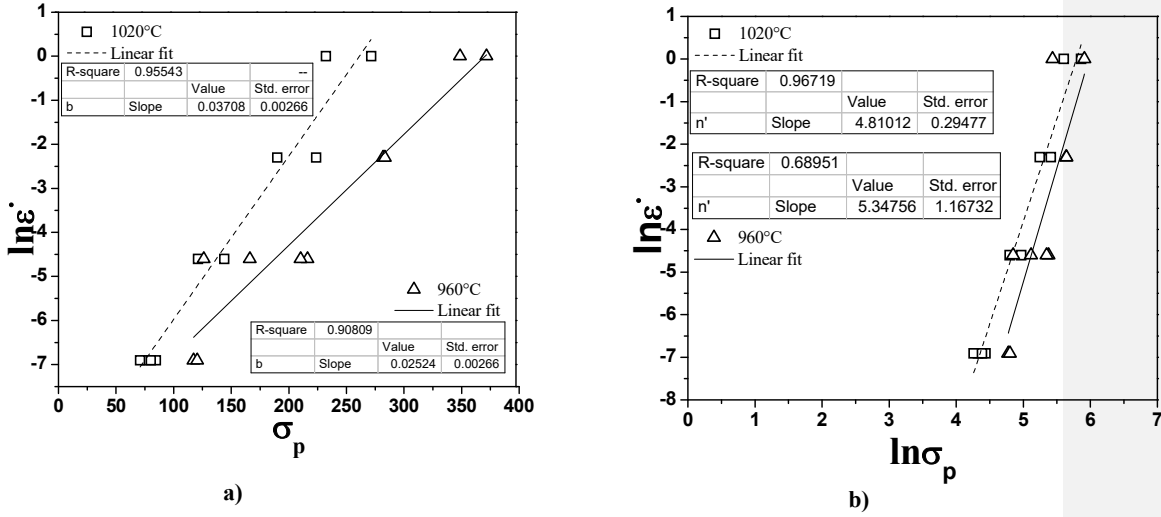 1020°C
Linear fit
R-square 0.95543 --
Value Std. error
b Slope 0.03708 0.00266
960°C
Linear fit
R-square 0.90809
Value Std. error
b Slope 0.02524 0.00266
lnε˙
1
0
-1
-2
-3
-4
-5
-6
-7
0 50 100 150 200 250 300 350 400
σp
a)
1020°C
Linear fit
R-square 0.96719
Value Std. error
n' Slope 4.81012 0.29477
R-square 0.68951
Value Std. error
n' Slope 5.34756 1.16732
960°C
Linear fit
lnε˙
1
0
-1
-2
-3
-4
-5
-6
-7
-8
0 1 2 3 4 5 6 7
lnσp
b)